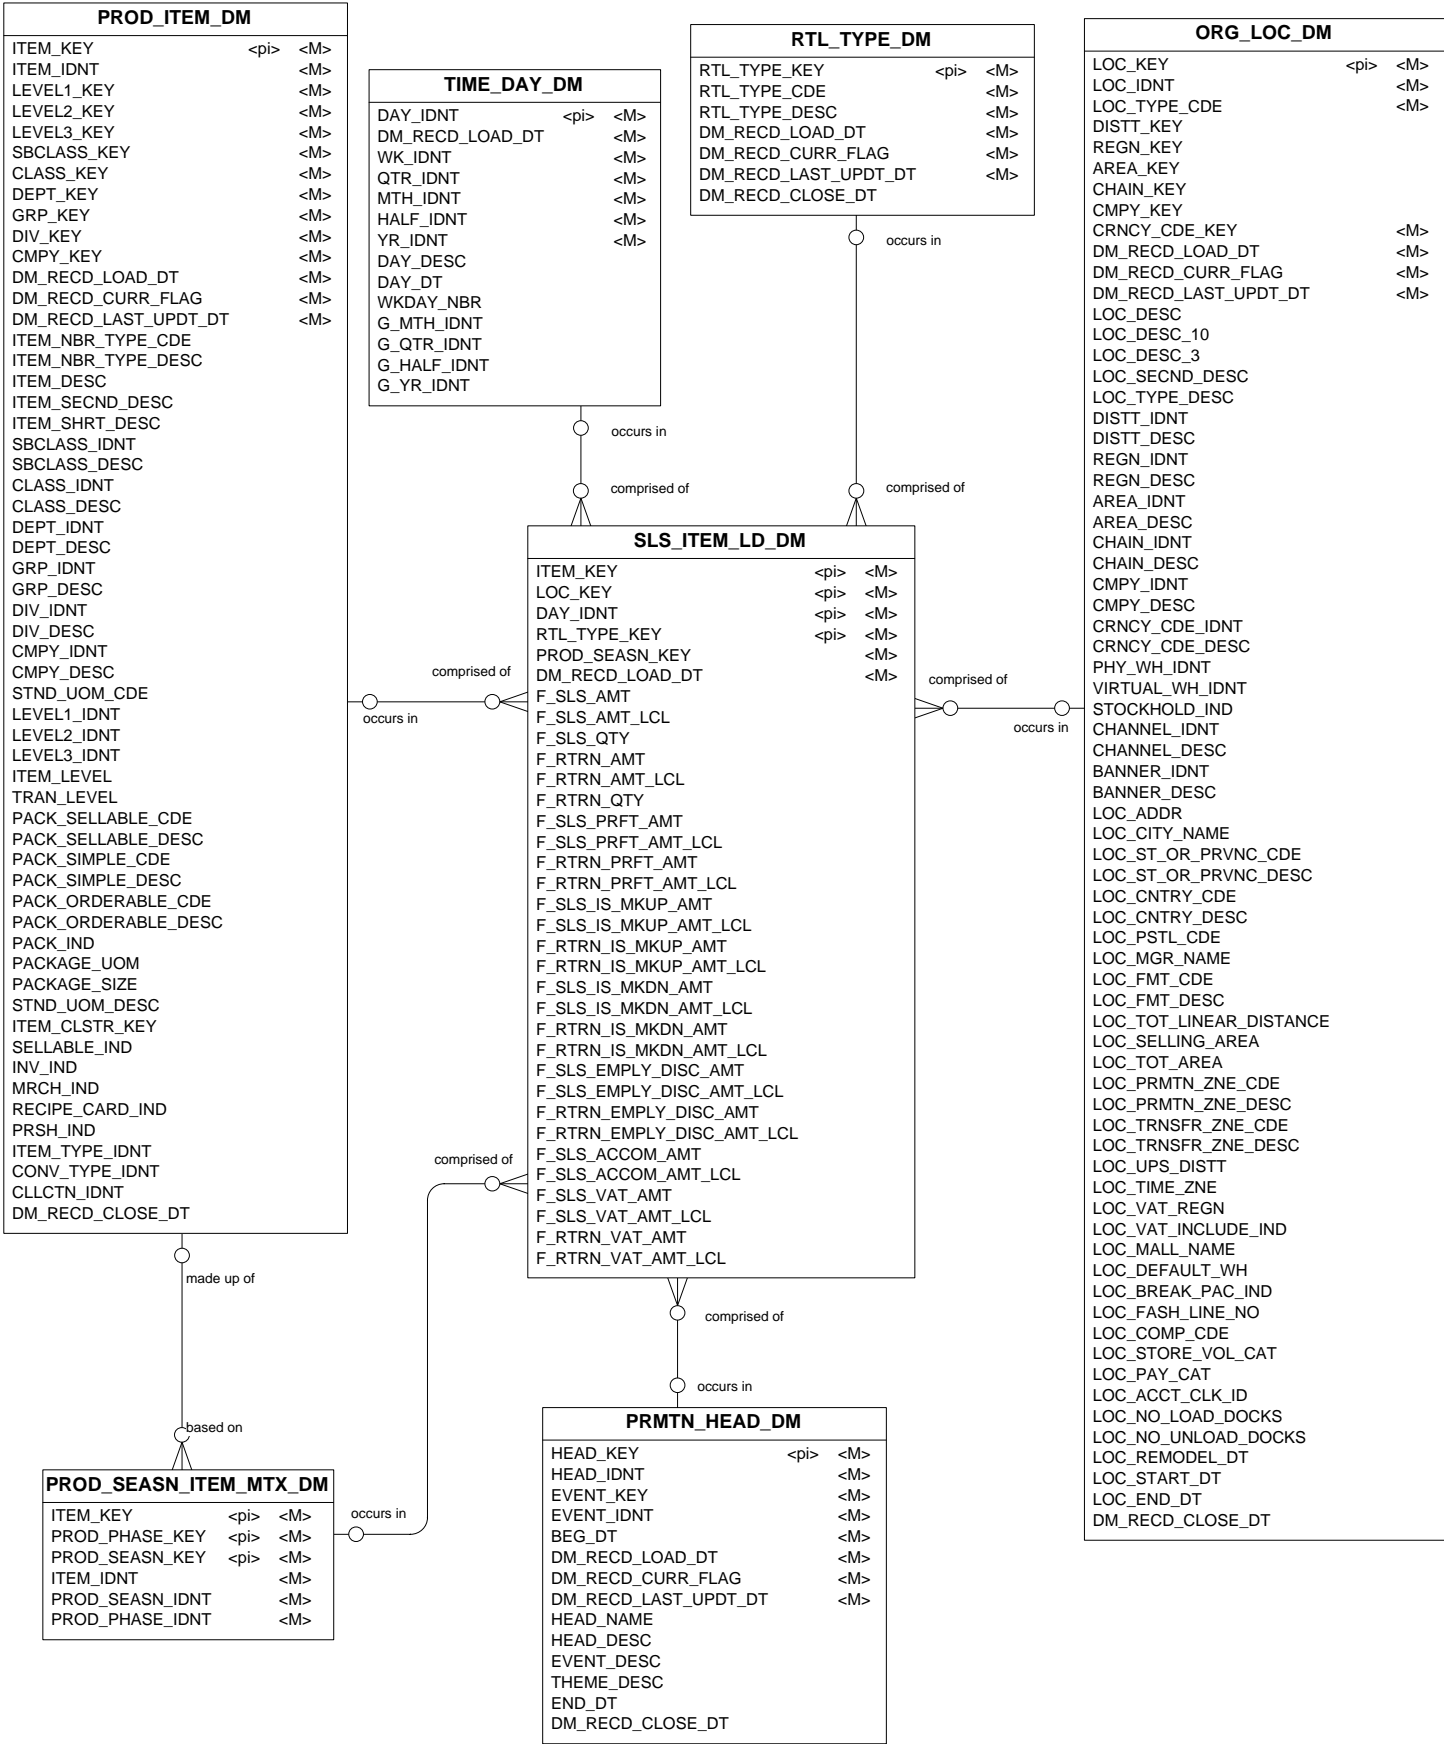 PROD_ITEM_DM
ITEM_KEY <pi> <M>
ITEM_IDNT <M>
LEVEL1_KEY <M>
LEVEL2_KEY <M>
LEVEL3_KEY <M>
SBCLASS_KEY <M>
CLASS_KEY <M>
DEPT_KEY <M>
GRP_KEY <M>
DIV_KEY <M>
CMPY_KEY <M>
DM_RECD_LOAD_DT <M>
DM_RECD_CURR_FLAG <M>
DM_RECD_LAST_UPDT_DT <M>
ITEM_NBR_TYPE_CDE
ITEM_NBR_TYPE_DESC
ITEM_DESC
ITEM_SECND_DESC
ITEM_SHRT_DESC
SBCLASS_IDNT
SBCLASS_DESC
CLASS_IDNT
CLASS_DESC
DEPT_IDNT
DEPT_DESC
GRP_IDNT
GRP_DESC
DIV_IDNT
DIV_DESC
CMPY_IDNT
CMPY_DESC
STND_UOM_CDE
LEVEL1_IDNT
LEVEL2_IDNT
LEVEL3_IDNT
ITEM_LEVEL
TRAN_LEVEL
PACK_SELLABLE_CDE
PACK_SELLABLE_DESC
PACK_SIMPLE_CDE
PACK_SIMPLE_DESC
PACK_ORDERABLE_CDE
PACK_ORDERABLE_DESC
PACK_IND
PACKAGE_UOM
PACKAGE_SIZE
STND_UOM_DESC
ITEM_CLSTR_KEY
SELLABLE_IND
INV_IND
MRCH_IND
RECIPE_CARD_IND
PRSH_IND
ITEM_TYPE_IDNT
CONV_TYPE_IDNT
CLLCTN_IDNT
DM_RECD_CLOSE_DT
TIME_DAY_DM
DAY_IDNT <pi> <M>
DM_RECD_LOAD_DT <M>
WK_IDNT <M>
QTR_IDNT <M>
MTH_IDNT <M>
HALF_IDNT <M>
YR_IDNT <M>
DAY_DESC
DAY_DT
WKDAY_NBR
G_MTH_IDNT
G_QTR_IDNT
G_HALF_IDNT
G_YR_IDNT
occurs in
comprised of
RTL_TYPE_DM
RTL_TYPE_KEY <pi> <M>
RTL_TYPE_CDE <M>
RTL_TYPE_DESC <M>
DM_RECD_LOAD_DT <M>
DM_RECD_CURR_FLAG <M>
DM_RECD_LAST_UPDT_DT <M>
DM_RECD_CLOSE_DT
occurs in
comprised of
ORG_LOC_DM
LOC_KEY <pi> <M>
LOC_IDNT <M>
LOC_TYPE_CDE <M>
DISTT_KEY
REGN_KEY
AREA_KEY
CHAIN_KEY
CMPY_KEY
CRNCY_CDE_KEY <M>
DM_RECD_LOAD_DT <M>
DM_RECD_CURR_FLAG <M>
DM_RECD_LAST_UPDT_DT <M>
LOC_DESC
LOC_DESC_10
LOC_DESC_3
LOC_SECND_DESC
LOC_TYPE_DESC
DISTT_IDNT
DISTT_DESC
REGN_IDNT
REGN_DESC
AREA_IDNT
AREA_DESC
CHAIN_IDNT
CHAIN_DESC
CMPY_IDNT
CMPY_DESC
CRNCY_CDE_IDNT
CRNCY_CDE_DESC
PHY_WH_IDNT
VIRTUAL_WH_IDNT
STOCKHOLD_IND
CHANNEL_IDNT
CHANNEL_DESC
BANNER_IDNT
BANNER_DESC
LOC_ADDR
LOC_CITY_NAME
LOC_ST_OR_PRVNC_CDE
LOC_ST_OR_PRVNC_DESC
LOC_CNTRY_CDE
LOC_CNTRY_DESC
LOC_PSTL_CDE
LOC_MGR_NAME
LOC_FMT_CDE
LOC_FMT_DESC
LOC_TOT_LINEAR_DISTANCE
LOC_SELLING_AREA
LOC_TOT_AREA
LOC_PRMTN_ZNE_CDE
LOC_PRMTN_ZNE_DESC
LOC_TRNSFR_ZNE_CDE
LOC_TRNSFR_ZNE_DESC
LOC_UPS_DISTT
LOC_TIME_ZNE
LOC_VAT_REGN
LOC_VAT_INCLUDE_IND
LOC_MALL_NAME
LOC_DEFAULT_WH
LOC_BREAK_PAC_IND
LOC_FASH_LINE_NO
LOC_COMP_CDE
LOC_STORE_VOL_CAT
LOC_PAY_CAT
LOC_ACCT_CLK_ID
LOC_NO_LOAD_DOCKS
LOC_NO_UNLOAD_DOCKS
LOC_REMODEL_DT
LOC_START_DT
LOC_END_DT
DM_RECD_CLOSE_DT
SLS_ITEM_LD_DM
ITEM_KEY <pi> <M>
LOC_KEY <pi> <M>
DAY_IDNT <pi> <M>
RTL_TYPE_KEY <pi> <M>
PROD_SEASN_KEY <M>
DM_RECD_LOAD_DT <M>
F_SLS_AMT
F_SLS_AMT_LCL
F_SLS_QTY
F_RTRN_AMT
F_RTRN_AMT_LCL
F_RTRN_QTY
F_SLS_PRFT_AMT
F_SLS_PRFT_AMT_LCL
F_RTRN_PRFT_AMT
F_RTRN_PRFT_AMT_LCL
F_SLS_IS_MKUP_AMT
F_SLS_IS_MKUP_AMT_LCL
F_RTRN_IS_MKUP_AMT
F_RTRN_IS_MKUP_AMT_LCL
F_SLS_IS_MKDN_AMT
F_SLS_IS_MKDN_AMT_LCL
F_RTRN_IS_MKDN_AMT
F_RTRN_IS_MKDN_AMT_LCL
F_SLS_EMPLY_DISC_AMT
F_SLS_EMPLY_DISC_AMT_LCL
F_RTRN_EMPLY_DISC_AMT
F_RTRN_EMPLY_DISC_AMT_LCL
F_SLS_ACCOM_AMT
F_SLS_ACCOM_AMT_LCL
F_SLS_VAT_AMT
F_SLS_VAT_AMT_LCL
F_RTRN_VAT_AMT
F_RTRN_VAT_AMT_LCL
comprised of
occurs in
comprised of
occurs in
comprised of
made up of
based on
occurs in
comprised of
occurs in
PROD_SEASN_ITEM_MTX_DM
ITEM_KEY <pi> <M>
PROD_PHASE_KEY <pi> <M>
PROD_SEASN_KEY <pi> <M>
ITEM_IDNT <M>
PROD_SEASN_IDNT <M>
PROD_PHASE_IDNT <M>
PRMTN_HEAD_DM
HEAD_KEY <pi> <M>
HEAD_IDNT <M>
EVENT_KEY <M>
EVENT_IDNT <M>
BEG_DT <M>
DM_RECD_LOAD_DT <M>
DM_RECD_CURR_FLAG <M>
DM_RECD_LAST_UPDT_DT <M>
HEAD_NAME
HEAD_DESC
EVENT_DESC
THEME_DESC
END_DT
DM_RECD_CLOSE_DT